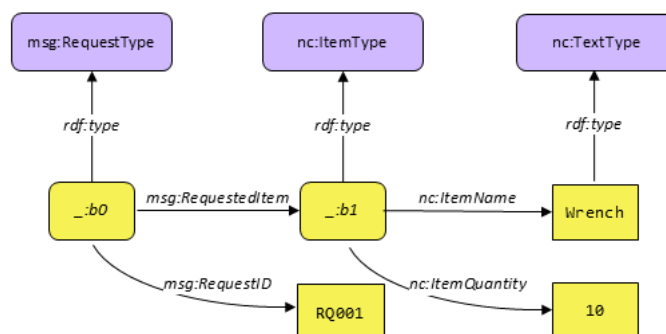 msg:RequestType
nc:ItemType
nc:TextType
rdf:type
rdf:type
rdf:type
_:b0
msg:RequestedItem
_:b1
nc:ItemName
Wrench
msg:RequestID
RQ001
nc:ItemQuantity
10